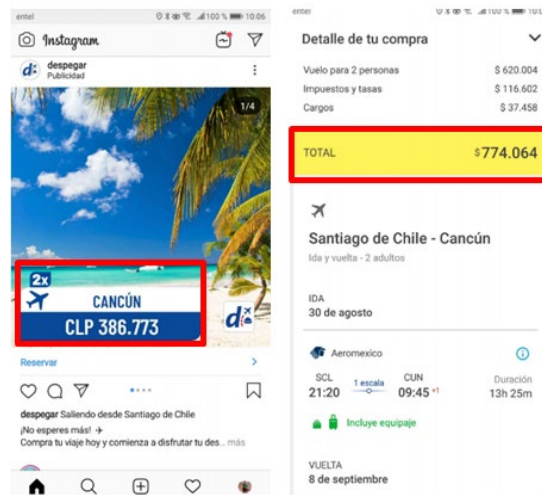 entel
100 %
10:06
Instagram
d:
despegar
Publicidad
1/4
2x
CANCÚN
CLP 386.773
d
Reservar
despegar Saliendo desde Santiago de Chile
¡No esperes más! ✈
Compra tu viaje hoy y comienza a disfrutar tu des... más
entel
100 %
Detalle de tu compra
Vuelo para 2 personas $ 620.004
Impuestos y tasas $ 116.602
Cargos $ 37.458
TOTAL $774.064
Santiago de Chile - Cancún
Ida y vuelta - 2 adultos
IDA
30 de agosto
Aeromexico
SCL 1 escala CUN Duración
21:20 09:45 +1 13h 25m
Incluye equipaje
VUELTA
8 de septiembre